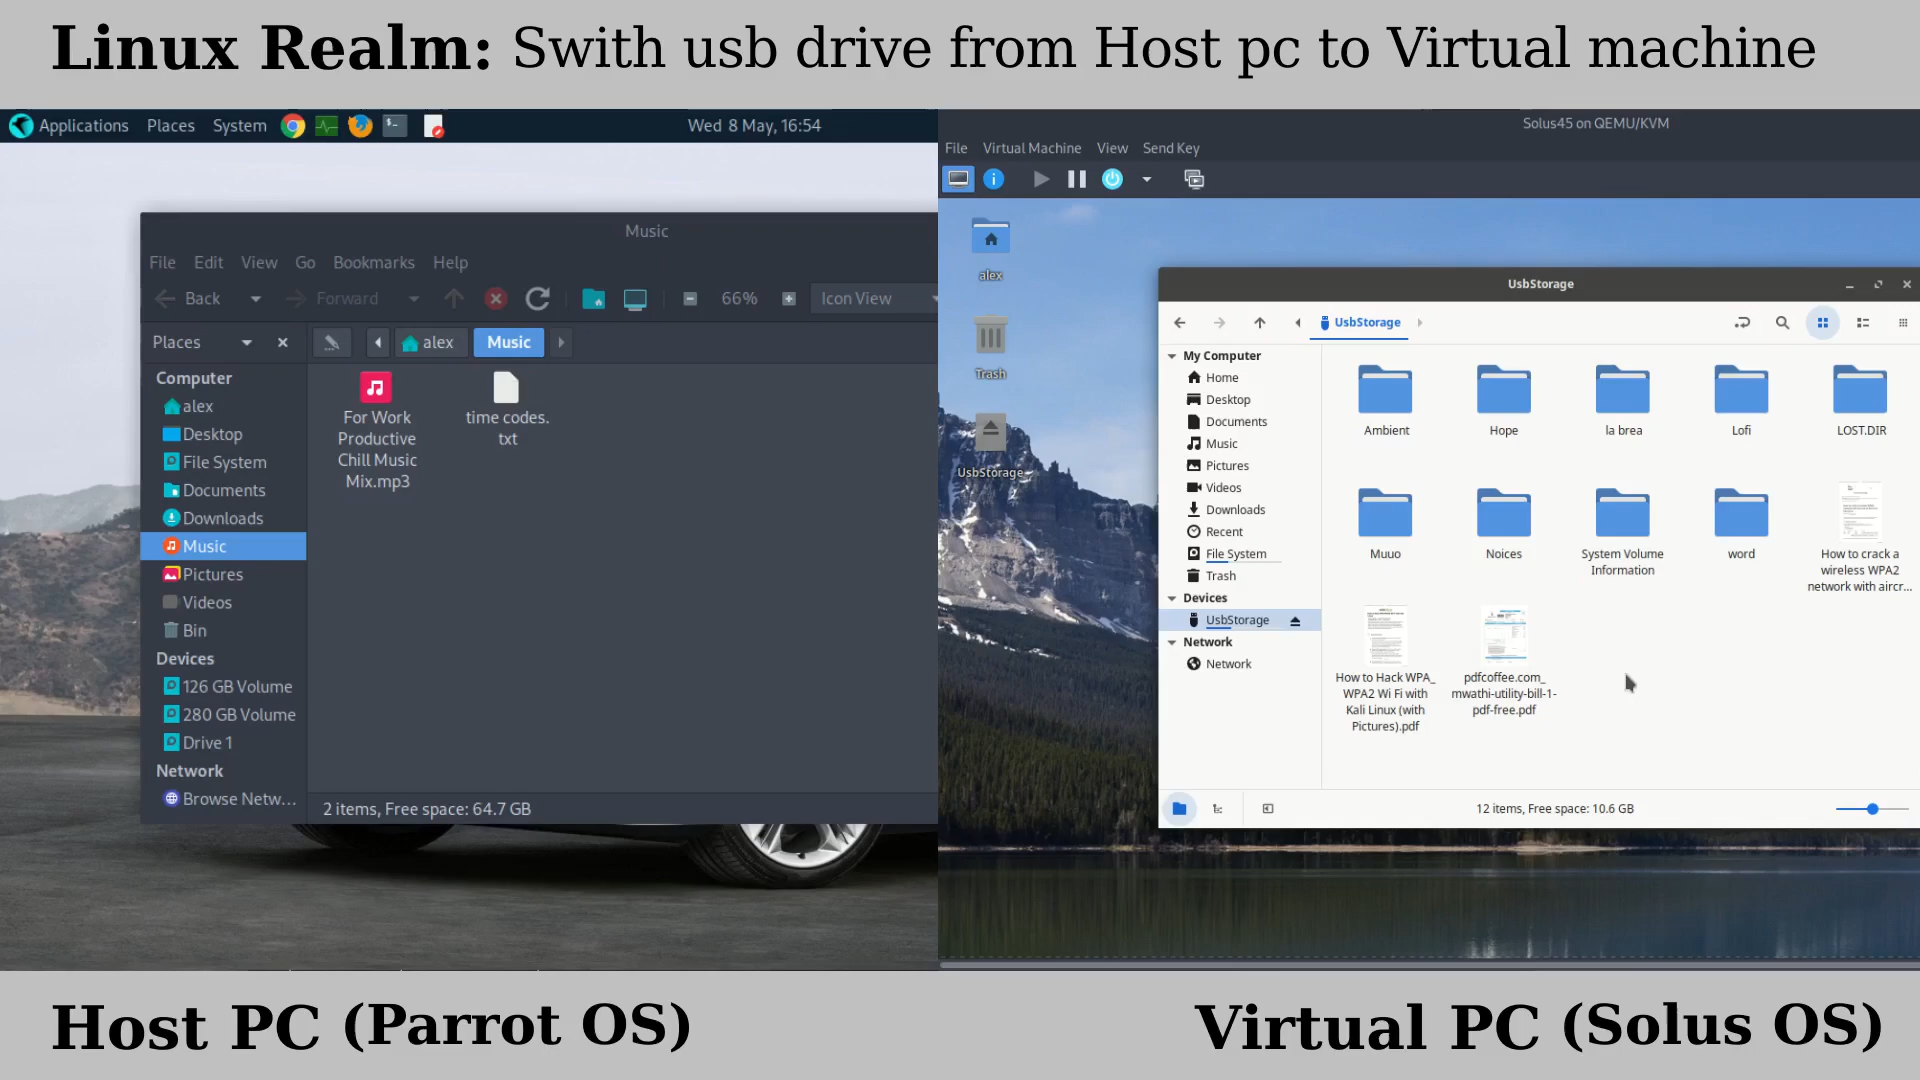 Linux Realm: Swith usb drive from Host pc to Virtual machine
Applications Places System
Wed 8 May, 16:54
Music
File Edit View Go Bookmarks Help
Back Forward 66% Icon View
Places alex Music
Computer
alex
Desktop
File System
Documents
Downloads
Music
Pictures
Videos
Bin
Devices
126 GB Volume
280 GB Volume
Drive 1
Network
Browse Netw...
For Work
Productive
Chill Music
Mix.mp3
time codes.
txt
2 items, Free space: 64.7 GB
Solus45 on QEMU/KVM
File Virtual Machine View Send Key
alex
Trash
UsbStorage
UsbStorage
UsbStorage
My Computer
Home
Desktop
Documents
Music
Pictures
Videos
Downloads
Recent
File System
Trash
Devices
UsbStorage
Network
Network
Ambient
Hope
la brea
Lofi
LOST.DIR
Muuo
Noices
System Volume
Information
word
How to crack a
wireless WPA2
network with aircr...
How to Hack WPA_
WPA2 Wi Fi with
Kali Linux (with
Pictures).pdf
pdfcoffee.com_
mwathi-utility-bill-1-
pdf-free.pdf
12 items, Free space: 10.6 GB
Host PC (Parrot OS)
Virtual PC (Solus OS)